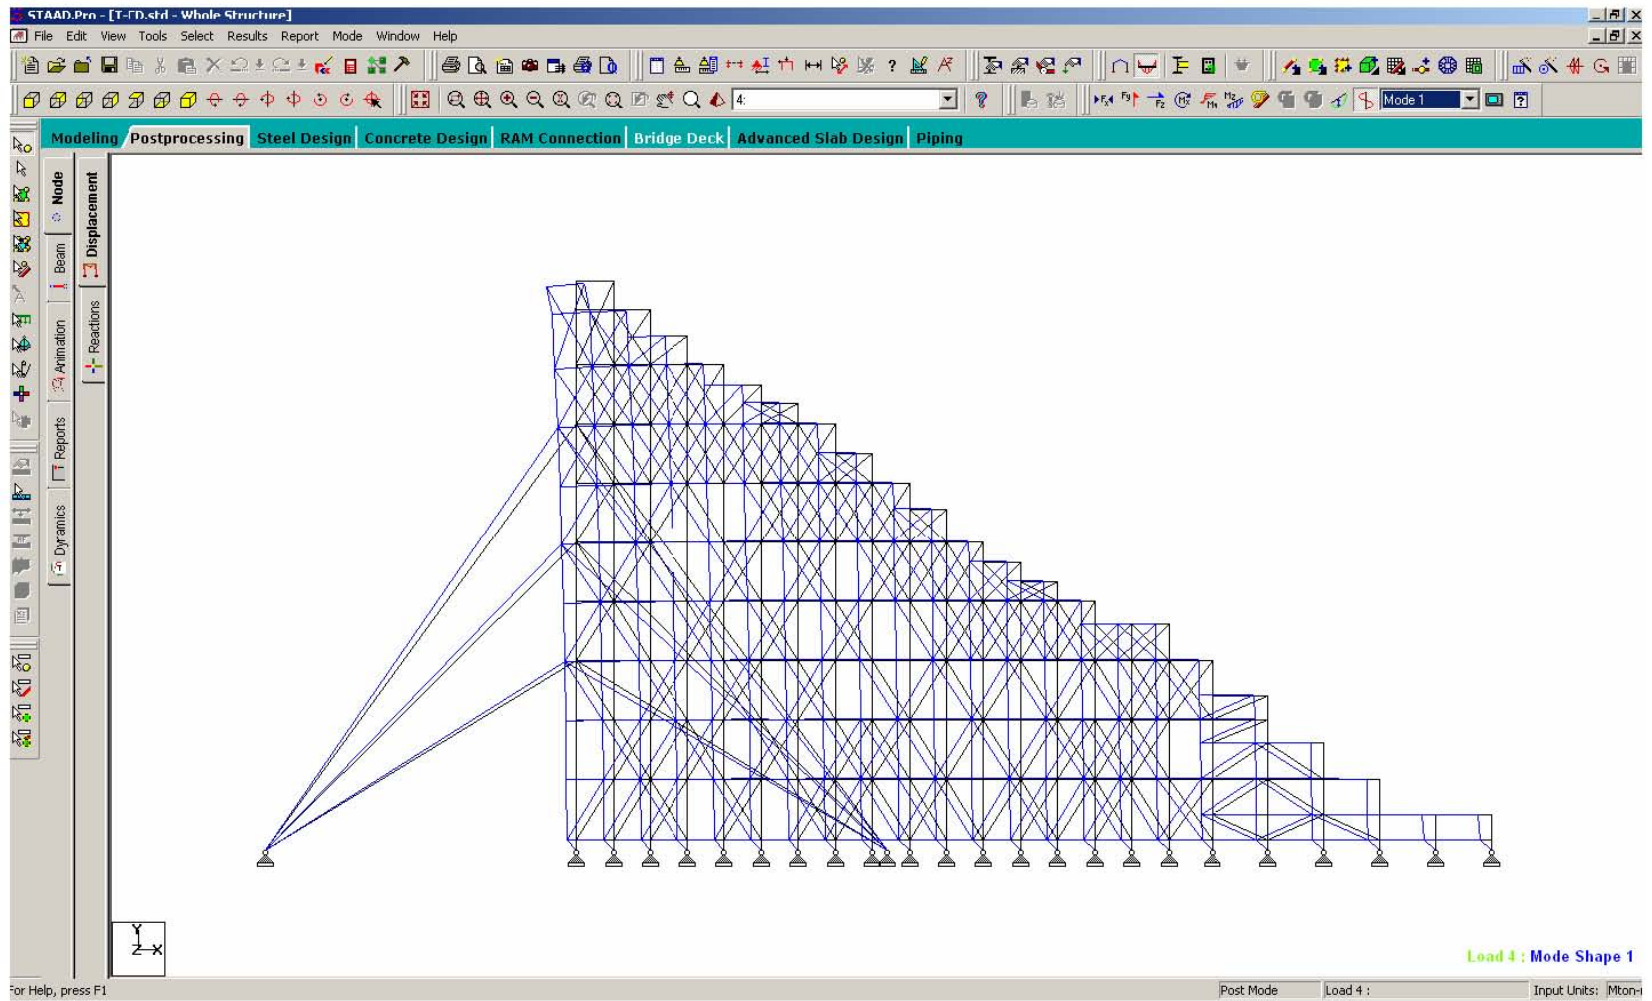 STAAD.Pro - [T-FD.std - Whole Structure]
File Edit View Tools Select Results Report Mode Window Help
4:
Mode 1
Modeling Postprocessing Steel Design Concrete Design RAM Connection Bridge Deck Advanced Slab Design Piping
Node
Beam
Animation
Reports
Dynamics
Displacement
Reactions
Y
Z X
Load 4 : Mode Shape 1
For Help, press F1
Post Mode
Load 4 :
Input Units: